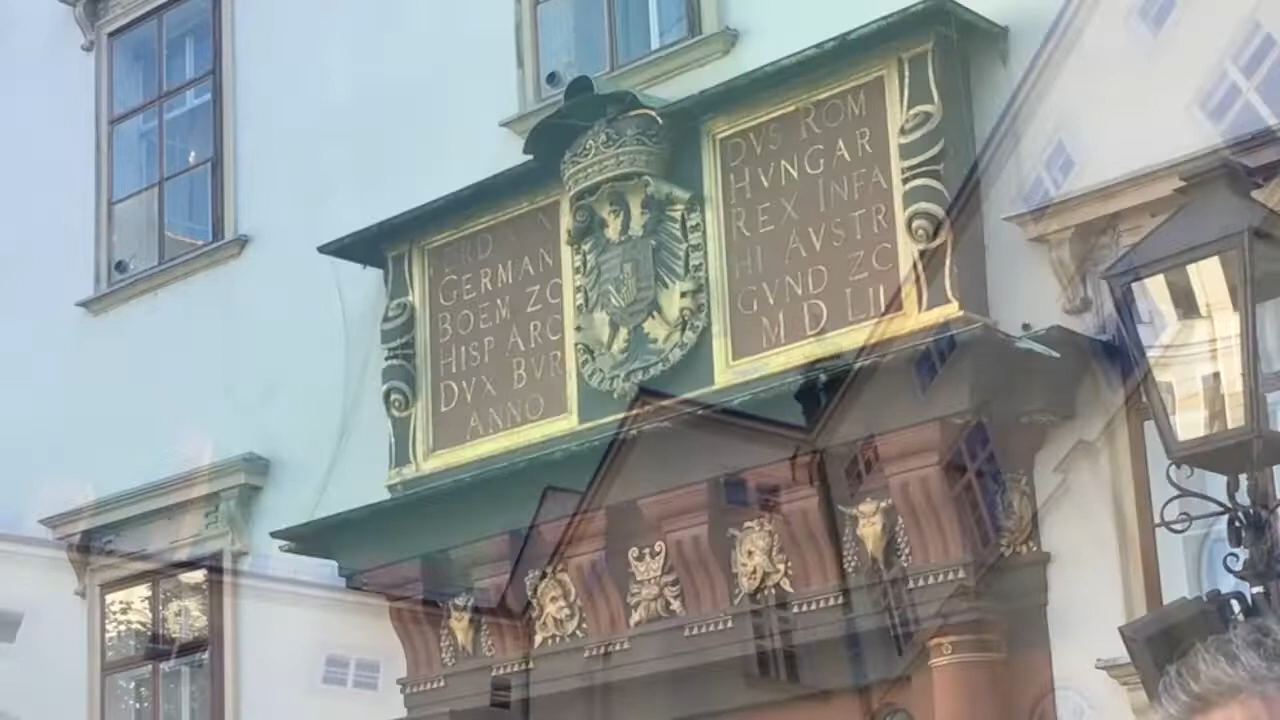 GERMAN
BOEM ZC
HISP ARC
DVX BVR
ANNO
DVS ROM
HVNGAR
REX INFA
HI AVSTR
GVND ZC
M D LII